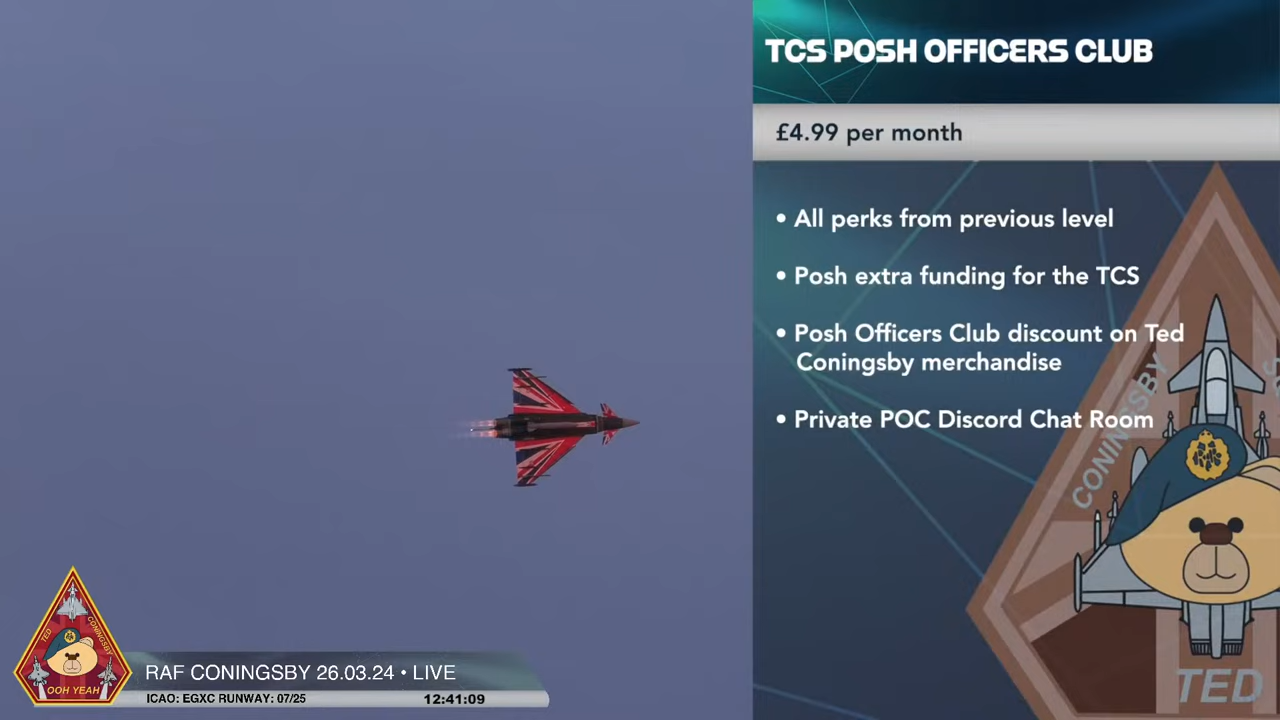 TCS POSH OFFICERS CLUB
£4.99 per month
• All perks from previous level
• Posh extra funding for the TCS
• Posh Officers Club discount on Ted
Coningsby merchandise
• Private POC Discord Chat Room
CONINGSBY
TED
TED
CONINGSBY
OOH YEAH
RAF CONINGSBY 26.03.24 • LIVE
ICAO: EGXC RUNWAY: 07/25
12:41:09